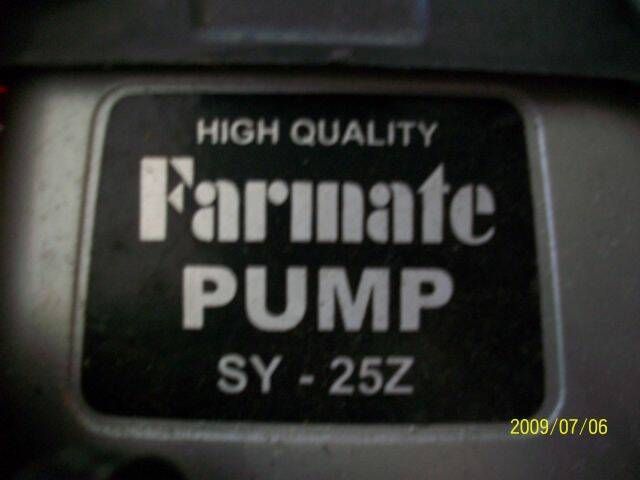 HIGH QUALITY
Farmate
PUMP
SY - 25Z
2009/07/06